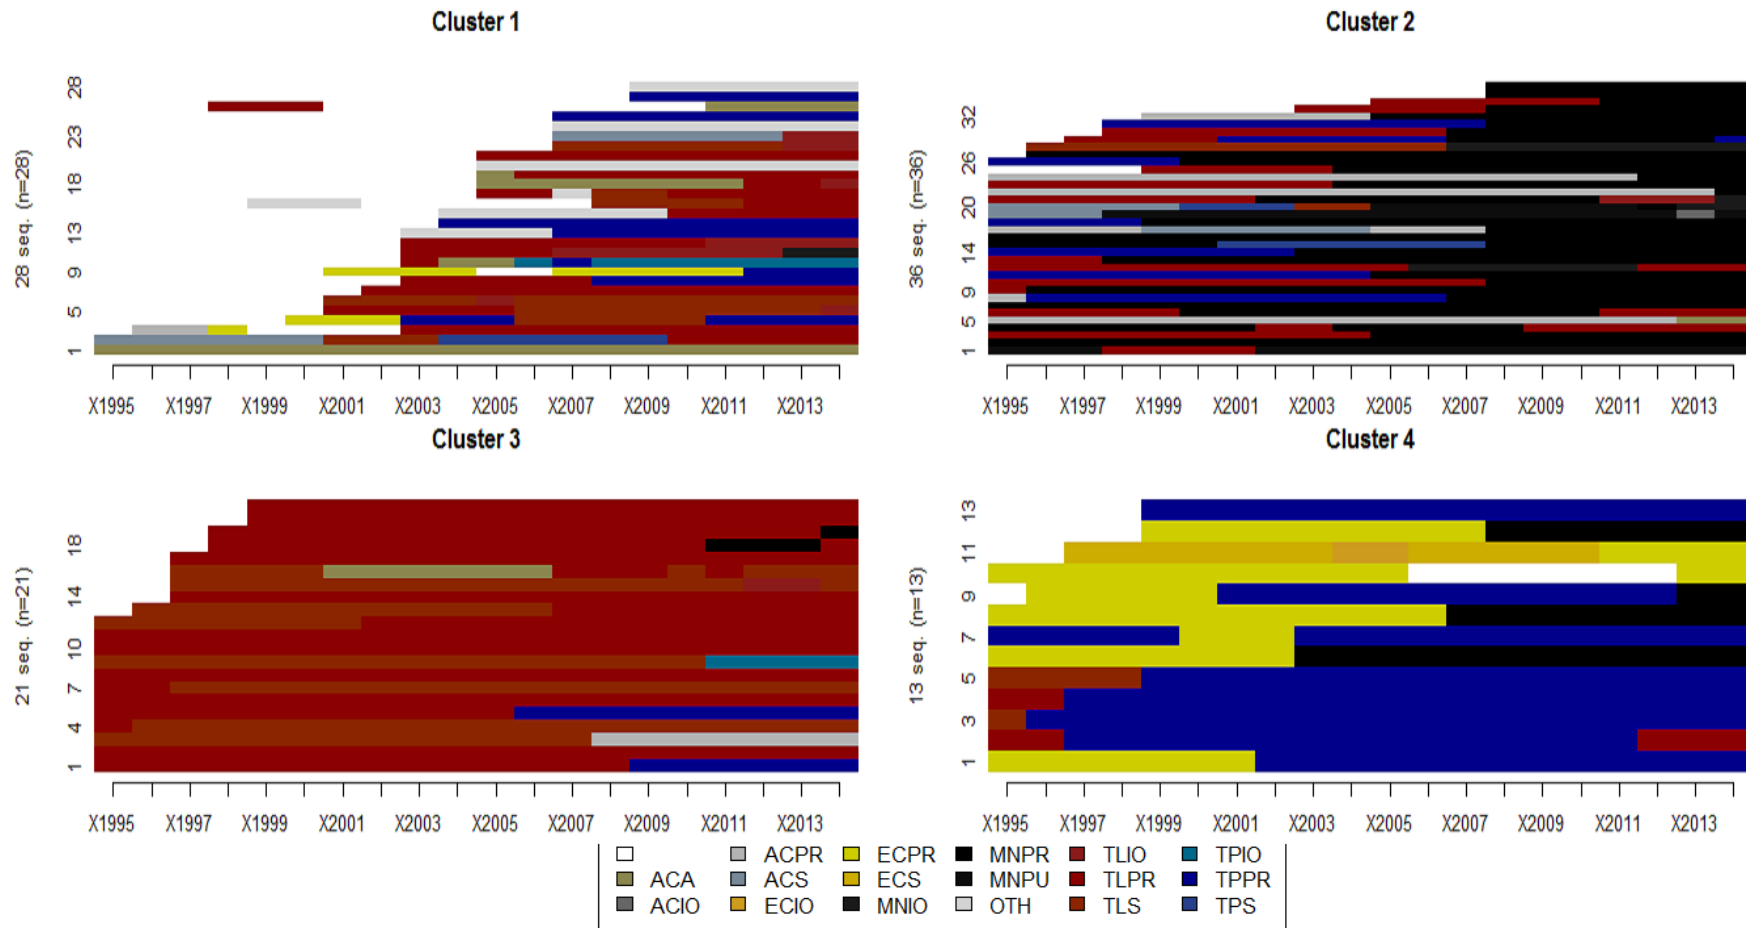 Cluster 1
28 seq. (n=28)
28
23
18
13
9
5
1
X1995 X1997 X1999 X2001 X2003 X2005 X2007 X2009 X2011 X2013
Cluster 2
36 seq. (n=36)
32
26
20
14
9
5
1
X1995 X1997 X1999 X2001 X2003 X2005 X2007 X2009 X2011 X2013
Cluster 3
21 seq. (n=21)
18
14
10
7
4
1
X1995 X1997 X1999 X2001 X2003 X2005 X2007 X2009 X2011 X2013
Cluster 4
13 seq. (n=13)
13
11
9
7
5
3
1
X1995 X1997 X1999 X2001 X2003 X2005 X2007 X2009 X2011 X2013
ACPR ECPR MNPR TLIO TPIO
ACA ACS ECS MNPU TLPR TPPR
ACIO ECIO MNIO OTH TLS TPS